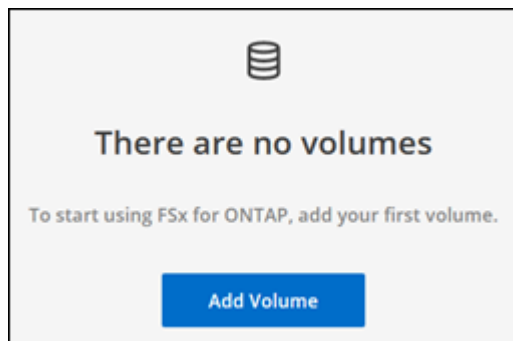 There are no volumes
To start using FSx for ONTAP, add your first volume.
Add Volume